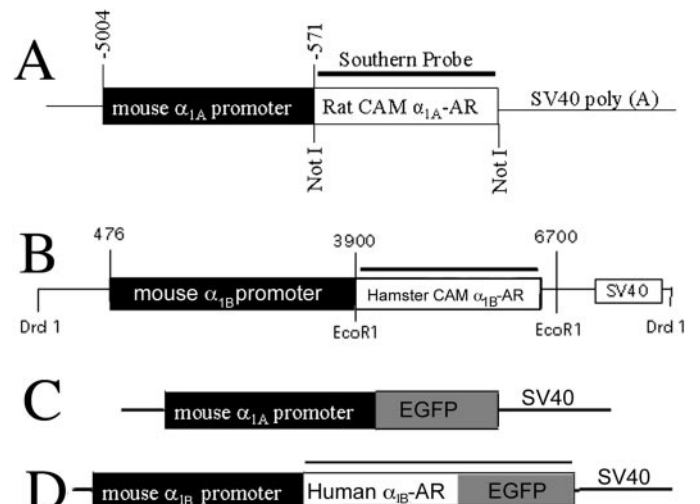 A
-5004
-571
Southern Probe
mouse α1A promoter
Rat CAM α1A-AR
SV40 poly (A)
Not I
Not I
B
476
3900
6700
mouse α1B promoter
Hamster CAM α1B-AR
SV40
Drd 1
EcoR1
EcoR1
Drd 1
C
mouse α1A promoter
EGFP
SV40
D
mouse α1B promoter
Human α1B-AR
EGFP
SV40